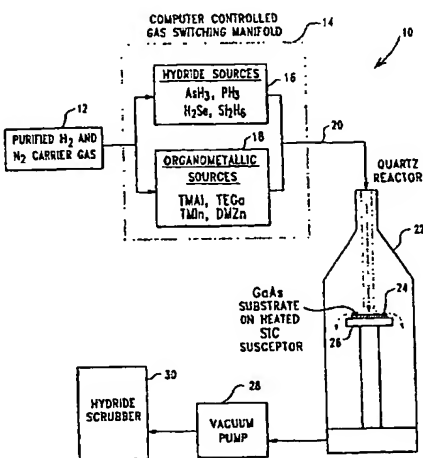 COMPUTER CONTROLLED
GAS SWITCHING MANIFOLD
14
10
HYDRIDE SOURCES
AsH3, PH3
H2Se, Si2H6
16
12
PURIFIED H2 AND
N2 CARRIER GAS
18
ORGANOMETALLIC
SOURCES
TMAl, TEGa
TMIn, DMZn
20
QUARTZ
REACTOR
22
GaAs
SUBSTRATE
ON HEATED
SIC
SUSCEPTOR
24
26
30
HYDRIDE
SCRUBBER
28
VACUUM
PUMP